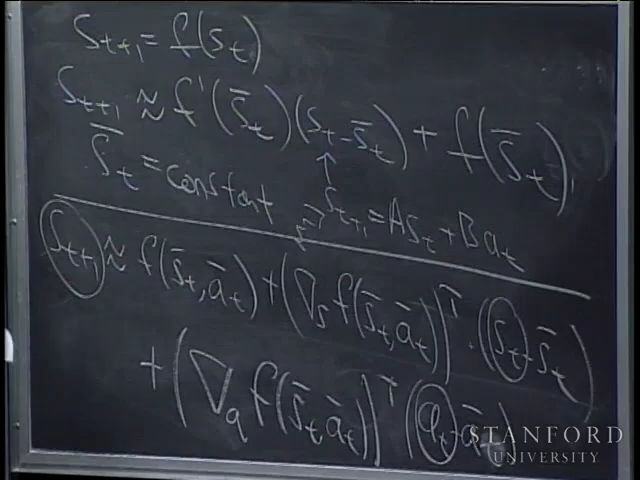 S_{t+1} = f(S_t)
S_{t+1} ≈ f'(S̄_t)(S_t - S̄_t) + f(S̄_t)
S̄_t = constant ⇒ S_{t+1} = AS_t + Ba_t
S_{t+1} ≈ f(S̄_t, ā_t) + (∇_s f(S̄_t, ā_t))^T · (S_t - S̄_t)
+ (∇_a f(S̄_t, ā_t))^T (a_t - ā_t)
STANFORD
UNIVERSITY